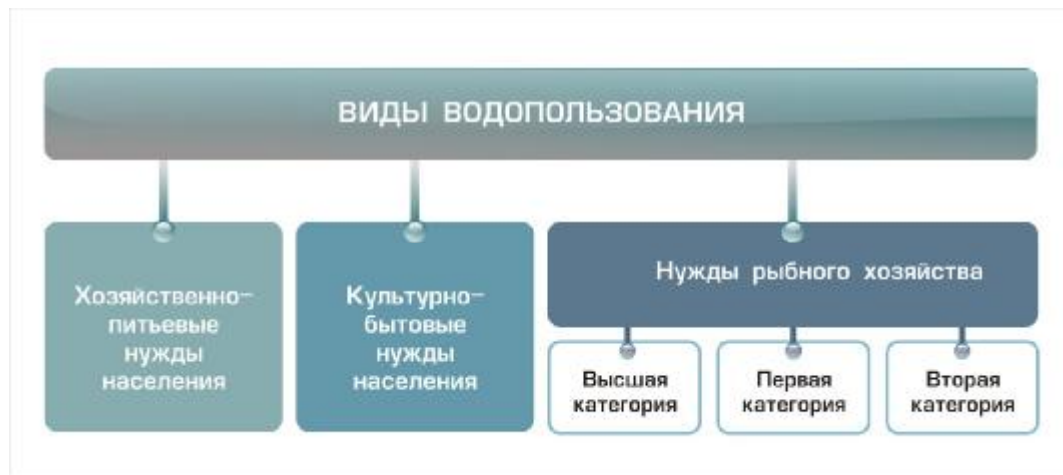 ВИДЫ ВОДОПОЛЬЗОВАНИЯ
Хозяйственно-
питьевые
нужды
населения
Культурно-
бытовые
нужды
населения
Нужды рыбного хозяйства
Высшая
категория
Первая
категория
Вторая
категория